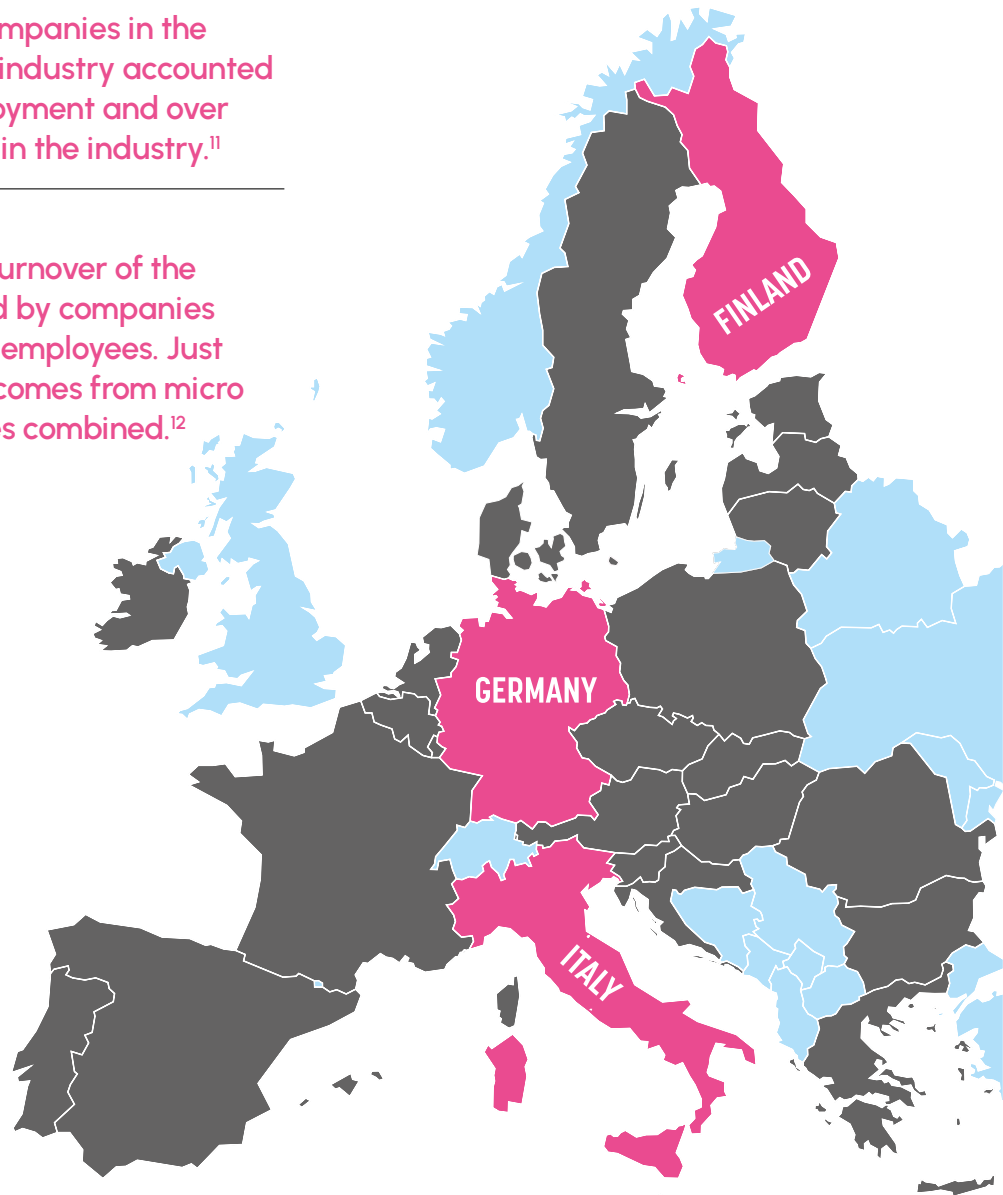 mpanies in the
industry accounted
oyment and over
in the industry.¹¹
urnover of the
d by companies
employees. Just
comes from micro
es combined.¹²
FINLAND
GERMANY
ITALY